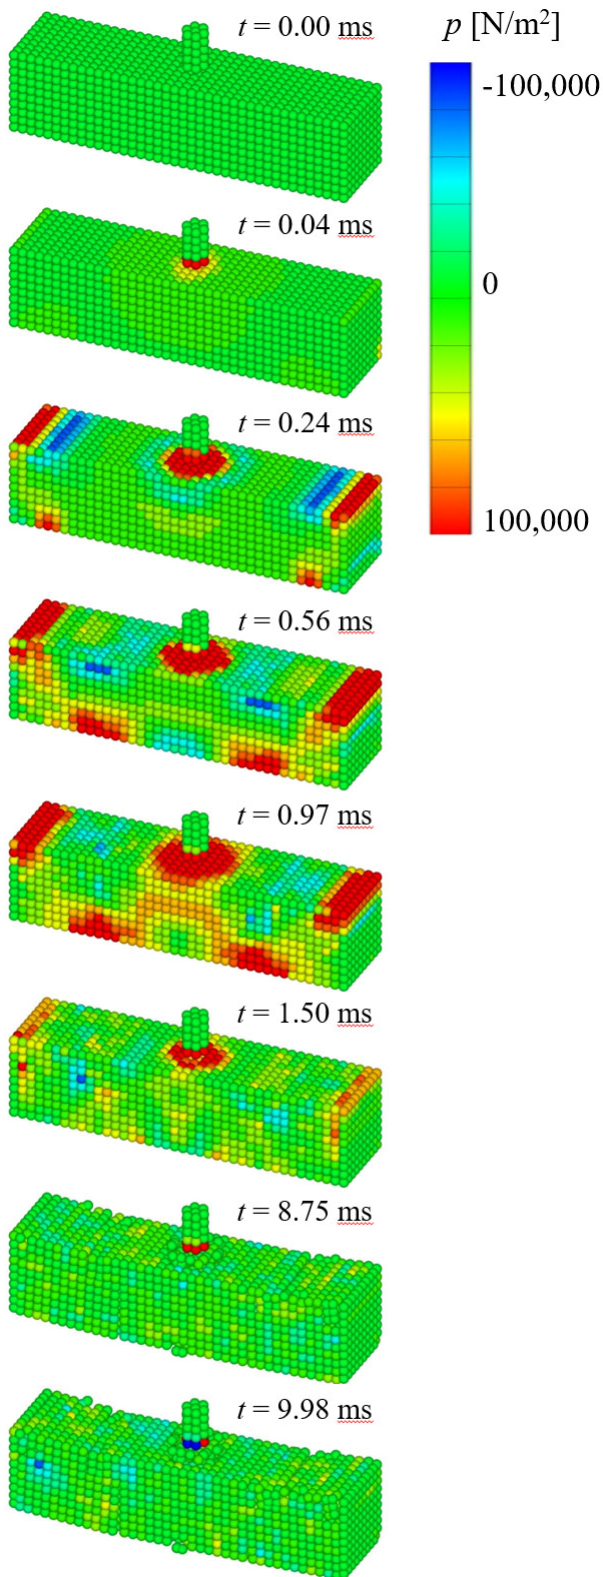 t = 0.00 ms
p [N/m²]
-100,000
0
100,000
t = 0.04 ms
t = 0.24 ms
t = 0.56 ms
t = 0.97 ms
t = 1.50 ms
t = 8.75 ms
t = 9.98 ms